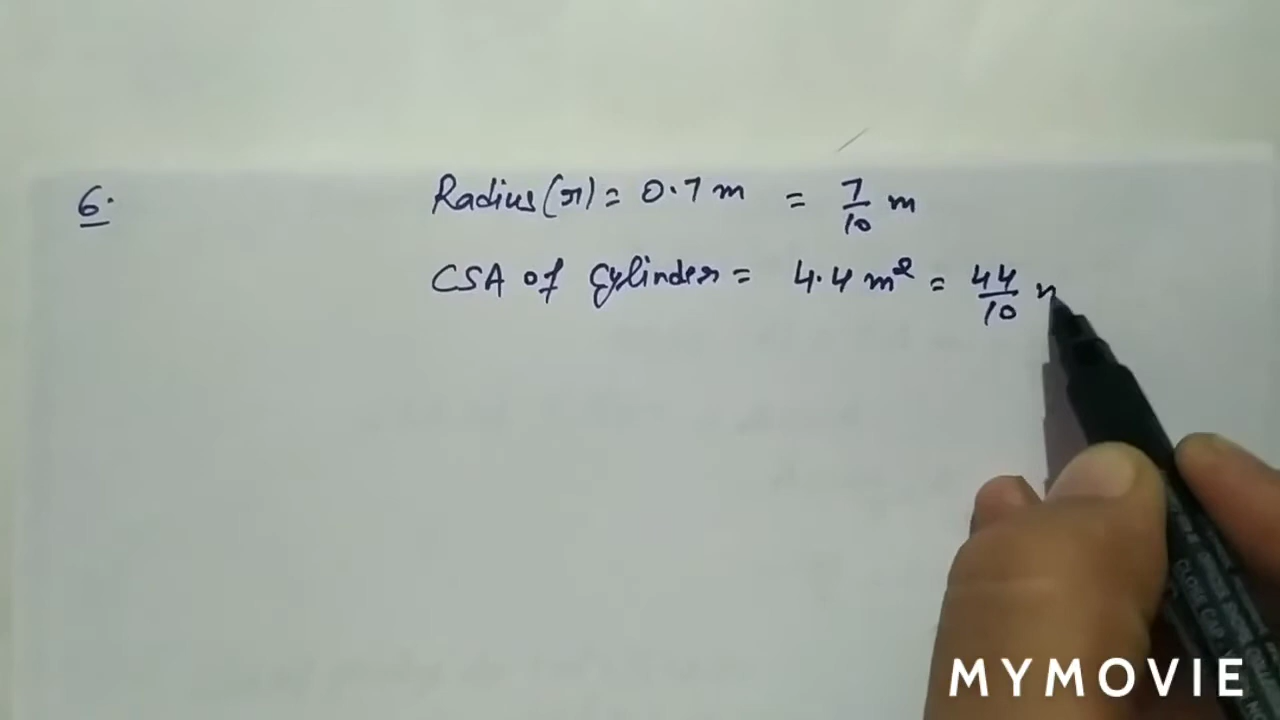 6. Radius (r) = 0.7 m = 7/10 m
CSA of Cylinder = 4.4 m² = 44/10
MYMOVIE